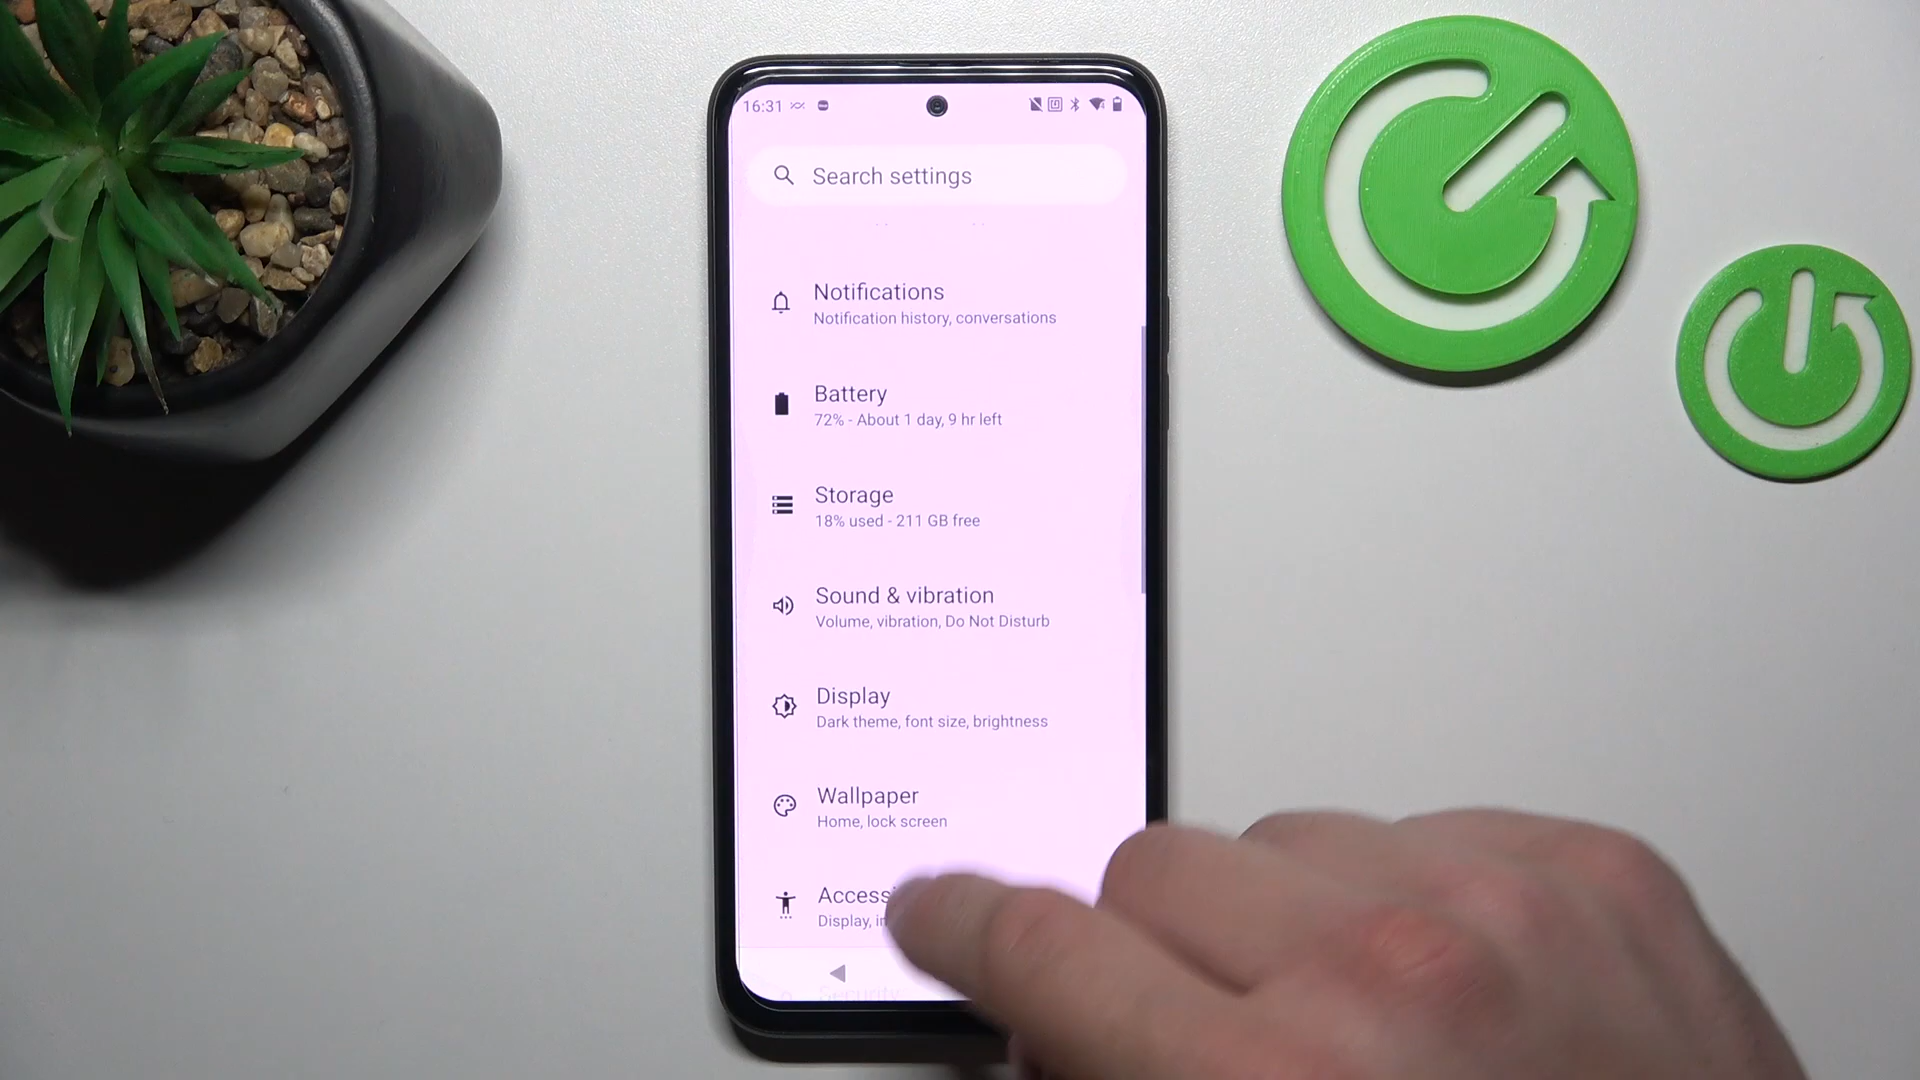 16:31
Search settings
Notifications
Notification history, conversations
Battery
72% - About 1 day, 9 hr left
Storage
18% used - 211 GB free
Sound & vibration
Volume, vibration, Do Not Disturb
Display
Dark theme, font size, brightness
Wallpaper
Home, lock screen
Access
Display,
Security